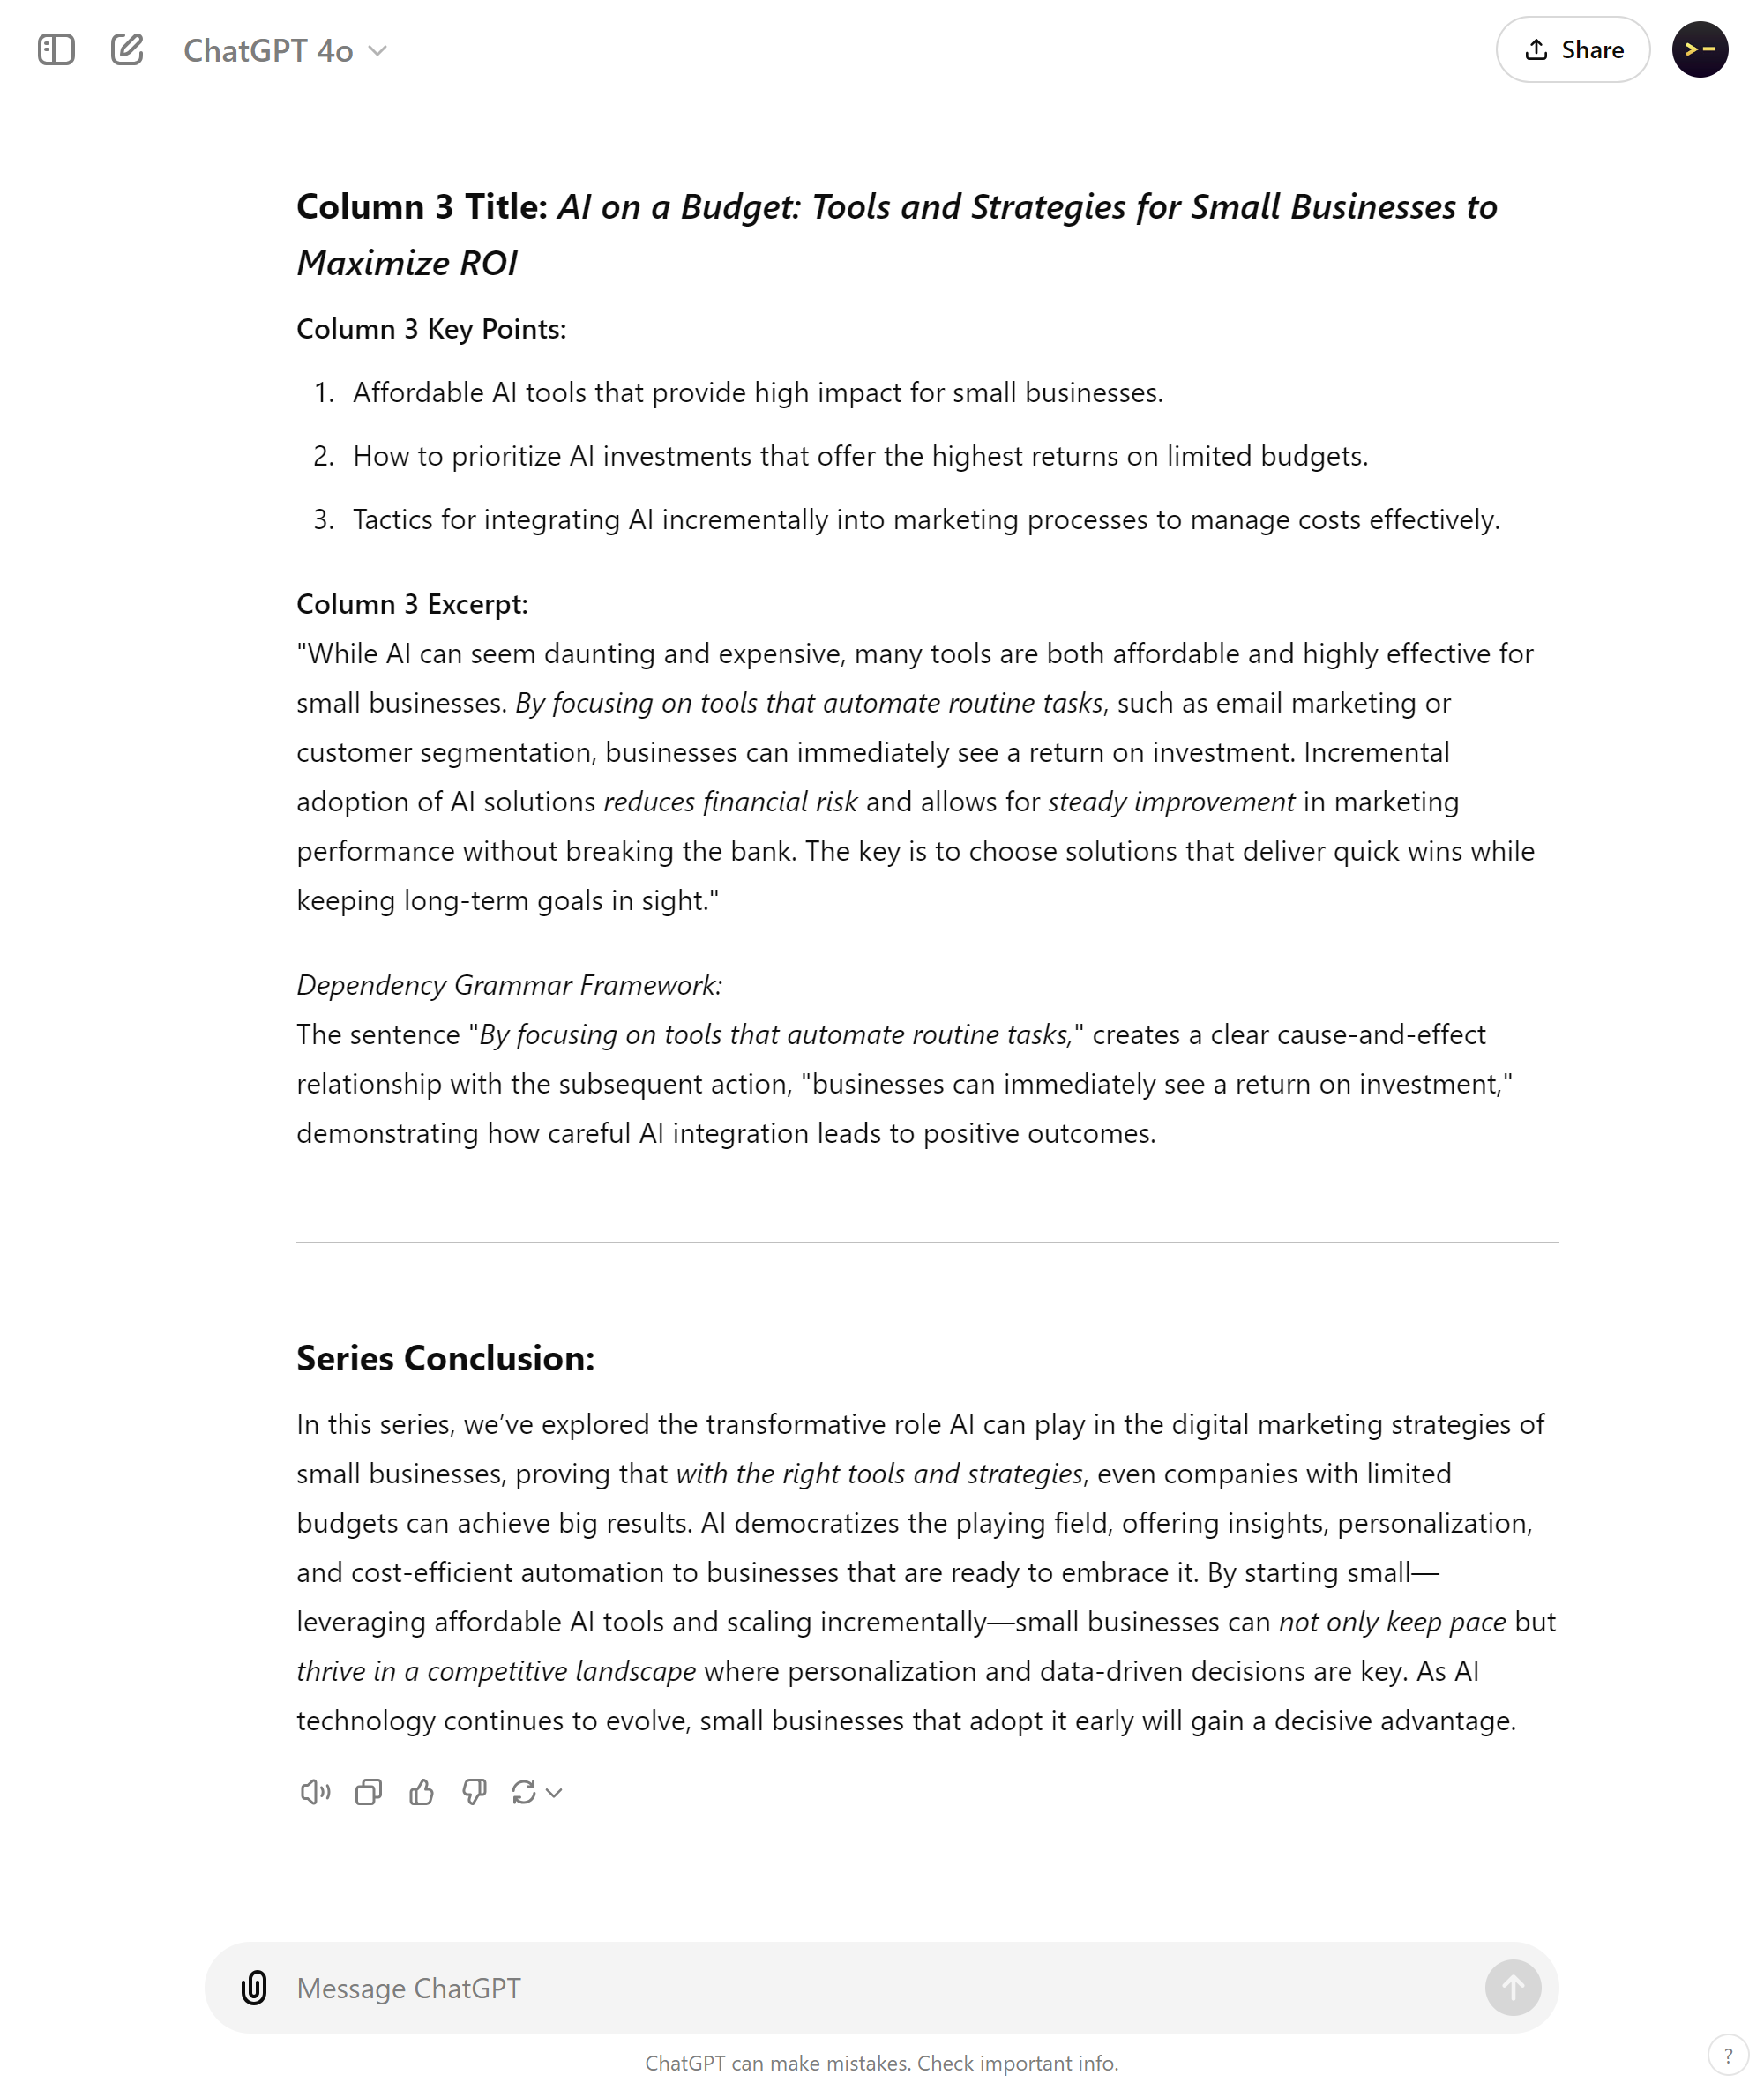 ChatGPT 4o
Share
Column 3 Title: AI on a Budget: Tools and Strategies for Small Businesses to
Maximize ROI
Column 3 Key Points:
1. Affordable AI tools that provide high impact for small businesses.
2. How to prioritize AI investments that offer the highest returns on limited budgets.
3. Tactics for integrating AI incrementally into marketing processes to manage costs effectively.
Column 3 Excerpt:
"While AI can seem daunting and expensive, many tools are both affordable and highly effective for
small businesses. By focusing on tools that automate routine tasks, such as email marketing or
customer segmentation, businesses can immediately see a return on investment. Incremental
adoption of AI solutions reduces financial risk and allows for steady improvement in marketing
performance without breaking the bank. The key is to choose solutions that deliver quick wins while
keeping long-term goals in sight."
Dependency Grammar Framework:
The sentence "By focusing on tools that automate routine tasks," creates a clear cause-and-effect
relationship with the subsequent action, "businesses can immediately see a return on investment,"
demonstrating how careful AI integration leads to positive outcomes.
Series Conclusion:
In this series, we’ve explored the transformative role AI can play in the digital marketing strategies of
small businesses, proving that with the right tools and strategies, even companies with limited
budgets can achieve big results. AI democratizes the playing field, offering insights, personalization,
and cost-efficient automation to businesses that are ready to embrace it. By starting small—
leveraging affordable AI tools and scaling incrementally—small businesses can not only keep pace but
thrive in a competitive landscape where personalization and data-driven decisions are key. As AI
technology continues to evolve, small businesses that adopt it early will gain a decisive advantage.
Message ChatGPT
ChatGPT can make mistakes. Check important info.
?